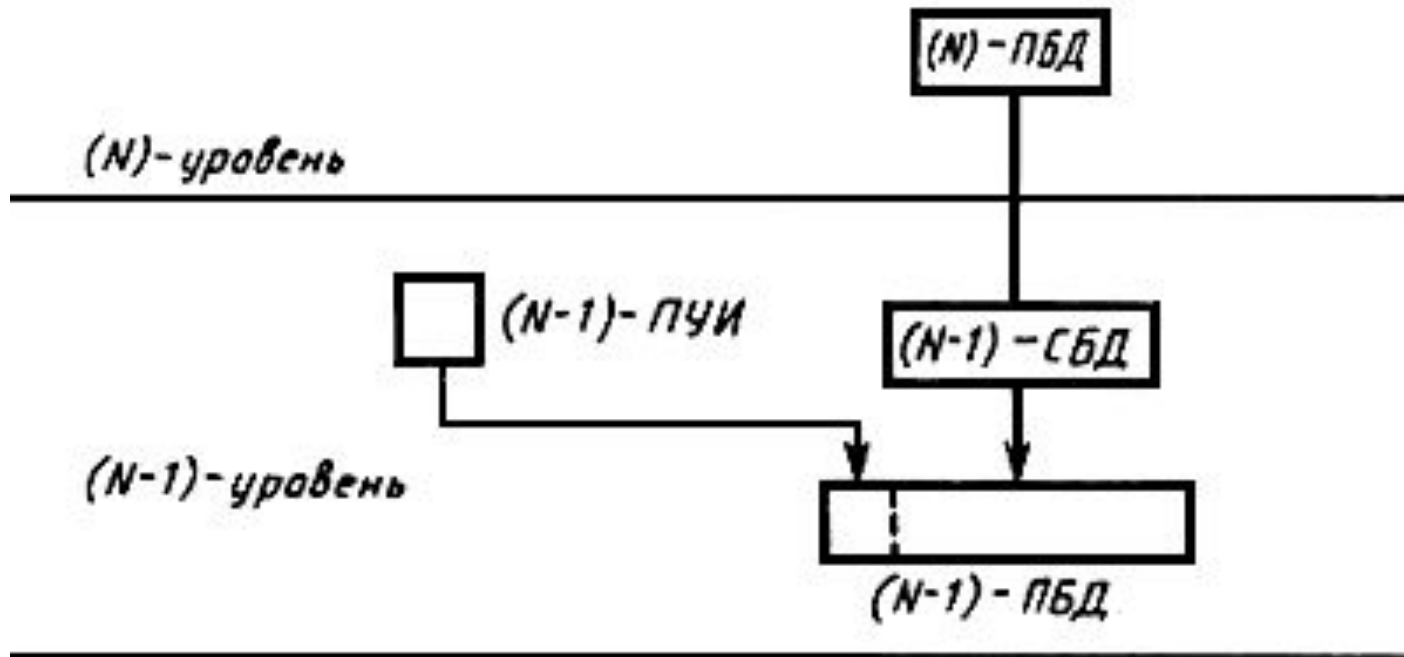 (N)-ПБД
(N)-уровень
(N-1)-ПУИ
(N-1)-СБД
(N-1)-уровень
(N-1)-ПБД